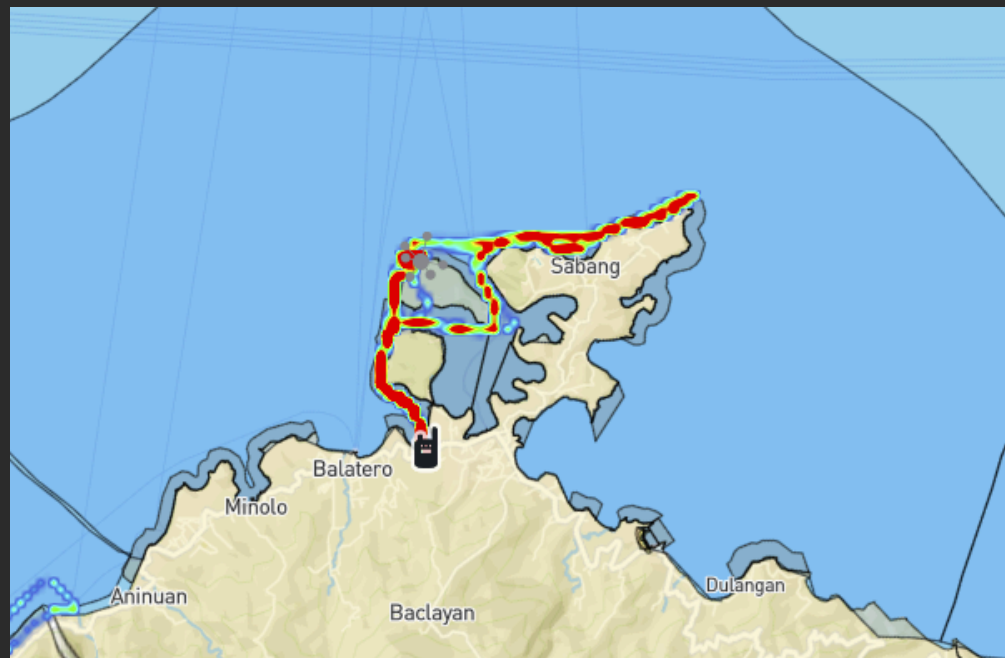 Sabang
Balatero
Minolo
Aninuan
Dulangan
Baclayan